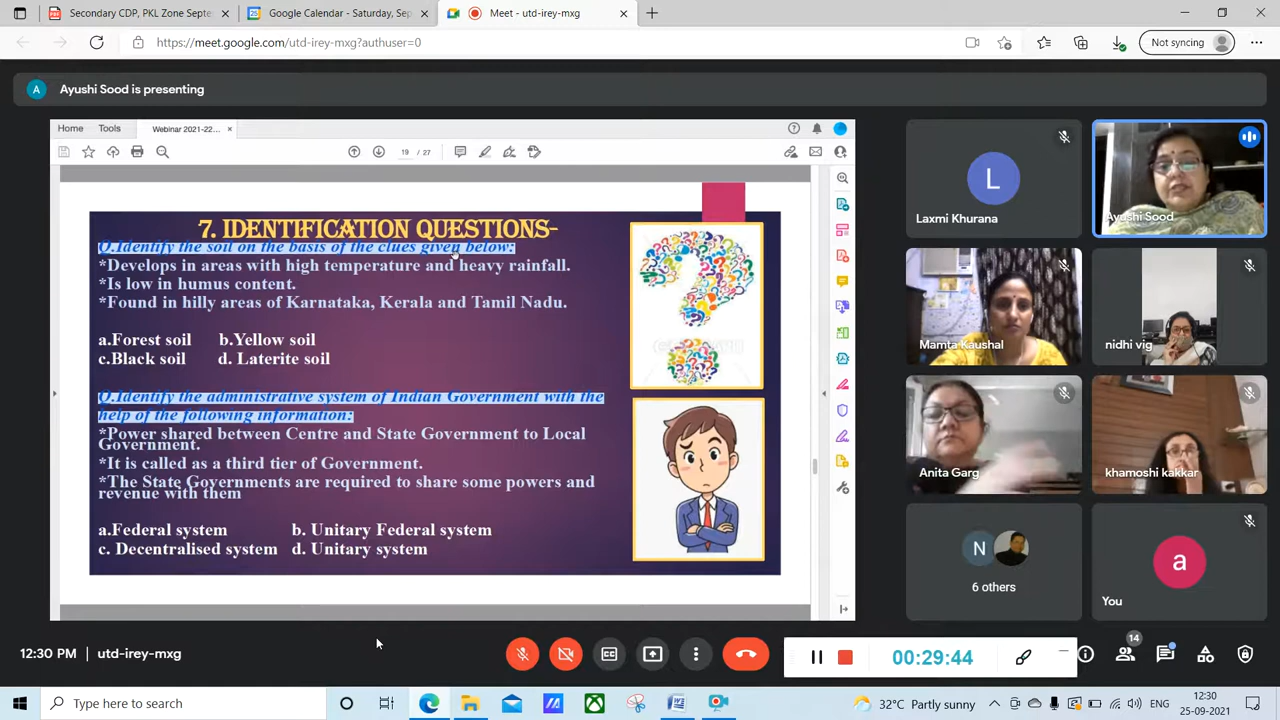 Secondary CDP, PKL Zone Septe
Google Calendar - Saturday, Sep
Meet - utd-irey-mxg
https://meet.google.com/utd-irey-mxg?authuser=0
Not syncing
A
Ayushi Sood is presenting
Home Tools Webinar 2021-22...
19 / 27
7. IDENTIFICATION QUESTIONS-
Q.Identify the soil on the basis of the clues given below:
*Develops in areas with high temperature and heavy rainfall.
*Is low in humus content.
*Found in hilly areas of Karnataka, Kerala and Tamil Nadu.
a.Forest soil b.Yellow soil
c.Black soil d. Laterite soil
Q.Identify the administrative system of Indian Government with the
help of the following information:
*Power shared between Centre and State Government to Local
Government.
*It is called as a third tier of Government.
*The State Governments are required to share some powers and
revenue with them
a.Federal system b. Unitary Federal system
c. Decentralised system d. Unitary system
L
Laxmi Khurana
Ayushi Sood
Mamta Kaushal
nidhi vig
Anita Garg
khamoshi kakkar
N
6 others
a
You
12:30 PM | utd-irey-mxg
00:29:44
14
Type here to search
32°C Partly sunny
ENG
12:30
25-09-2021